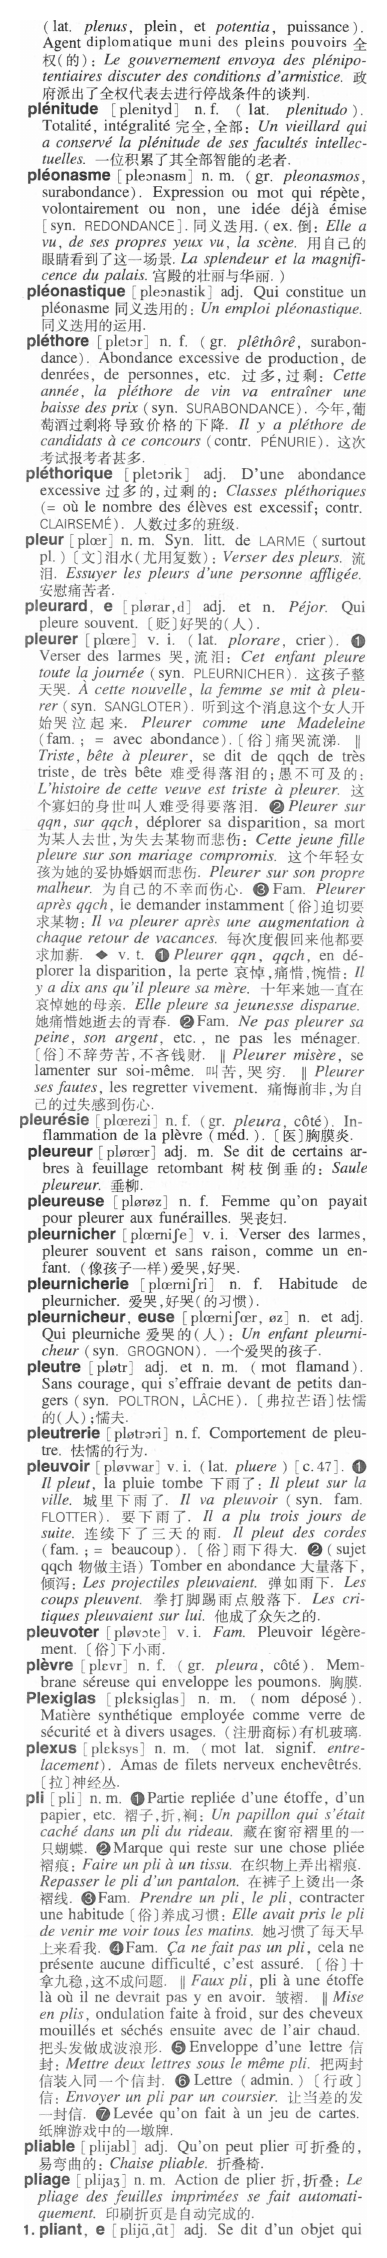 (lat. plenus, plein, et potentia, puissance).
Agent diplomatique muni des pleins pouvoirs 全
权(的): Le gouvernement envoya des plénipo-
tentiaires discuter des conditions d'armistice. 政
府派出了全权代表去进行停战条件的谈判.
plénitude [plenityd] n. f. (lat. plenitudo).
Totalité, intégralité 完全,全部: Un vieillard qui
a conservé la plénitude de ses facultés intellec-
tuelles. 一位积累了其全部智能的老者.
pléonasme [pleɔnasm] n. m. (gr. pleonasmos,
surabondance). Expression ou mot qui répète,
volontairement ou non, une idée déjà émise
[syn. REDONDANCE]. 同义迭用. (ex. 倒: Elle a
vu, de ses propres yeux vu, la scène. 用自己的
眼睛看到了这一场景. La splendeur et la magnifi-
cence du palais. 宫殿的壮丽与华丽.)
pléonastique [pleɔnastik] adj. Qui constitue un
pléonasme 同义迭用的: Un emploi pléonastique.
同义迭用的运用.
pléthore [pletɔr] n. f. (gr. plêthôrê, surabon-
dance). Abondance excessive de production, de
denrées, de personnes, etc. 过多,过剩: Cette
année, la pléthore de vin va entraîner une
baisse des prix (syn. SURABONDANCE). 今年,葡
萄酒过剩将导致价格的下降. Il y a pléthore de
candidats à ce concours (contr. PÉNURIE). 这次
考试报考者甚多.
pléthorique [pletɔrik] adj. D'une abondance
excessive 过多的,过剩的: Classes pléthoriques
(= où le nombre des élèves est excessif; contr.
CLAIRSEMÉ). 人数过多的班级.
pleur [plœr] n. m. Syn. litt. de LARME (surtout
pl.) [文]泪水(尤用复数): Verser des pleurs. 流
泪. Essuyer les pleurs d'une personne affligée.
安慰痛苦者.
pleurard, e [plørar,d] adj. et n. Péjor. Qui
pleure souvent. [贬]好哭的(人).
pleurer [plœre] v. i. (lat. plorare, crier). ❶
Verser des larmes 哭,流泪: Cet enfant pleure
toute la journée (syn. PLEURNICHER). 这孩子整
天哭. À cette nouvelle, la femme se mit à pleu-
rer (syn. SANGLOTER). 听到这个消息这个女人开
始哭泣起来. Pleurer comme une Madeleine
(fam.; = avec abondance). [俗]痛哭流涕. ‖
Triste, bête à pleurer, se dit de qqch de très
triste, de très bête 难受得落泪的;愚不可及的:
L'histoire de cette veuve est triste à pleurer. 这
个寡妇的身世叫人难受得要落泪. ❷ Pleurer sur
qqn, sur qqch, déplorer sa disparition, sa mort
为某人去世,为失去某物而悲伤: Cette jeune fille
pleure sur son mariage compromis. 这个年轻女
孩为她的妥协婚姻而悲伤. Pleurer sur son propre
malheur. 为自己的不幸而伤心. ❸ Fam. Pleurer
après qqch, le demander instamment [俗]迫切要
求某物: Il va pleurer après une augmentation à
chaque retour de vacances. 每次度假回来他都要
求加薪. ◆ v. t. ❶ Pleurer qqn, qqch, en dé-
plorer la disparition, la perte 哀悼,痛惜,惋惜: Il
y a dix ans qu'il pleure sa mère. 十年来她一直在
哀悼她的母亲. Elle pleure sa jeunesse disparue.
她痛惜她逝去的青春. ❷ Fam. Ne pas pleurer sa
peine, son argent, etc., ne pas les ménager.
[俗]不辞劳苦,不吝钱财. ‖ Pleurer misère, se
lamenter sur soi-même. 叫苦,哭穷. ‖ Pleurer
ses fautes, les regretter vivement. 痛悔前非,为自
己的过失感到伤心.
pleurésie [plœrezi] n. f. (gr. pleura, côté). In-
flammation de la plèvre (méd.). [医]胸膜炎.
pleureur [plørœr] adj. m. Se dit de certains ar-
bres à feuillage retombant 树枝倒垂的: Saule
pleureur. 垂柳.
pleureuse [plørøz] n. f. Femme qu'on payait
pour pleurer aux funérailles. 哭丧妇.
pleurnicher [plœrniʃe] v. i. Verser des larmes,
pleurer souvent et sans raison, comme un en-
fant. (像孩子一样)爱哭,好哭.
pleurnicherie [plœrniʃri] n. f. Habitude de
pleurnicher. 爱哭,好哭(的习惯).
pleurnicheur, euse [plœrniʃœr, øz] n. et adj.
Qui pleurniche 爱哭的(人): Un enfant pleurni-
cheur (syn. GROGNON). 一个爱哭的孩子.
pleutre [pløtr] adj. et n. m. (mot flamand).
Sans courage, qui s'effraie devant de petits dan-
gers (syn. POLTRON, LÂCHE). [弗拉芒语]怯懦
的(人);懦夫.
pleutrerie [pløtrəri] n. f. Comportement de pleu-
tre. 怯懦的行为.
pleuvoir [pløvwar] v. i. (lat. pluere) [c. 47]. ❶
Il pleut, la pluie tombe 下雨了: Il pleut sur la
ville. 城里下雨了. Il va pleuvoir (syn. fam.
FLOTTER). 要下雨了. Il a plu trois jours de
suite. 连续下了三天的雨. Il pleut des cordes
(fam.; = beaucoup). [俗]雨下得大. ❷ (sujet
qqch 物做主语) Tomber en abondance 大量落下,
倾泻: Les projectiles pleuvaient. 弹如雨下. Les
coups pleuvent. 拳打脚踢雨点般落下. Les cri-
tiques pleuvaient sur lui. 他成了众矢之的.
pleuvoter [pløvɔte] v. i. Fam. Pleuvoir légère-
ment. [俗]下小雨.
plèvre [plɛvr] n. f. (gr. pleura, côté). Mem-
brane séreuse qui enveloppe les poumons. 胸膜.
Plexiglas [plɛksiglas] n. m. (nom déposé).
Matière synthétique employée comme verre de
sécurité et à divers usages. (注册商标)有机玻璃.
plexus [plɛksys] n. m. (mot lat. signif. entre-
lacement). Amas de filets nerveux enchevêtrés.
[拉]神经丛.
pli [pli] n. m. ❶ Partie repliée d'une étoffe, d'un
papier, etc. 褶子,折,裥: Un papillon qui s'était
caché dans un pli du rideau. 藏在窗帘褶里的一
只蝴蝶. ❷ Marque qui reste sur une chose pliée
褶痕: Faire un pli à un tissu. 在织物上弄出褶痕.
Repasser le pli d'un pantalon. 在裤子上烫出一条
褶线. ❸ Fam. Prendre un pli, le pli, contracter
une habitude [俗]养成习惯: Elle avait pris le pli
de venir me voir tous les matins. 她习惯了每天早
上来看我. ❹ Fam. Ça ne fait pas un pli, cela ne
présente aucune difficulté, c'est assuré. [俗]十
拿九稳,这不成问题. ‖ Faux pli, pli à une étoffe
là où il ne devrait pas y en avoir. 皱褶. ‖ Mise
en plis, ondulation faite à froid, sur des cheveux
mouillés et séchés ensuite avec de l'air chaud.
把头发做成波浪形. ❺ Enveloppe d'une lettre 信
封: Mettre deux lettres sous le même pli. 把两封
信装入同一个信封. ❻ Lettre (admin.) [行政]
信: Envoyer un pli par un coursier. 让当差的发
一封信. ❼ Levée qu'on fait à un jeu de cartes.
纸牌游戏中的一墩牌.
pliable [plijabl] adj. Qu'on peut plier 可折叠的,
易弯曲的: Chaise pliable. 折叠椅.
pliage [plijaʒ] n. m. Action de plier 折,折叠: Le
pliage des feuilles imprimées se fait automati-
quement. 印刷折页是自动完成的.
1. pliant, e [plijɑ̃,ɑ̃t] adj. Se dit d'un objet qui